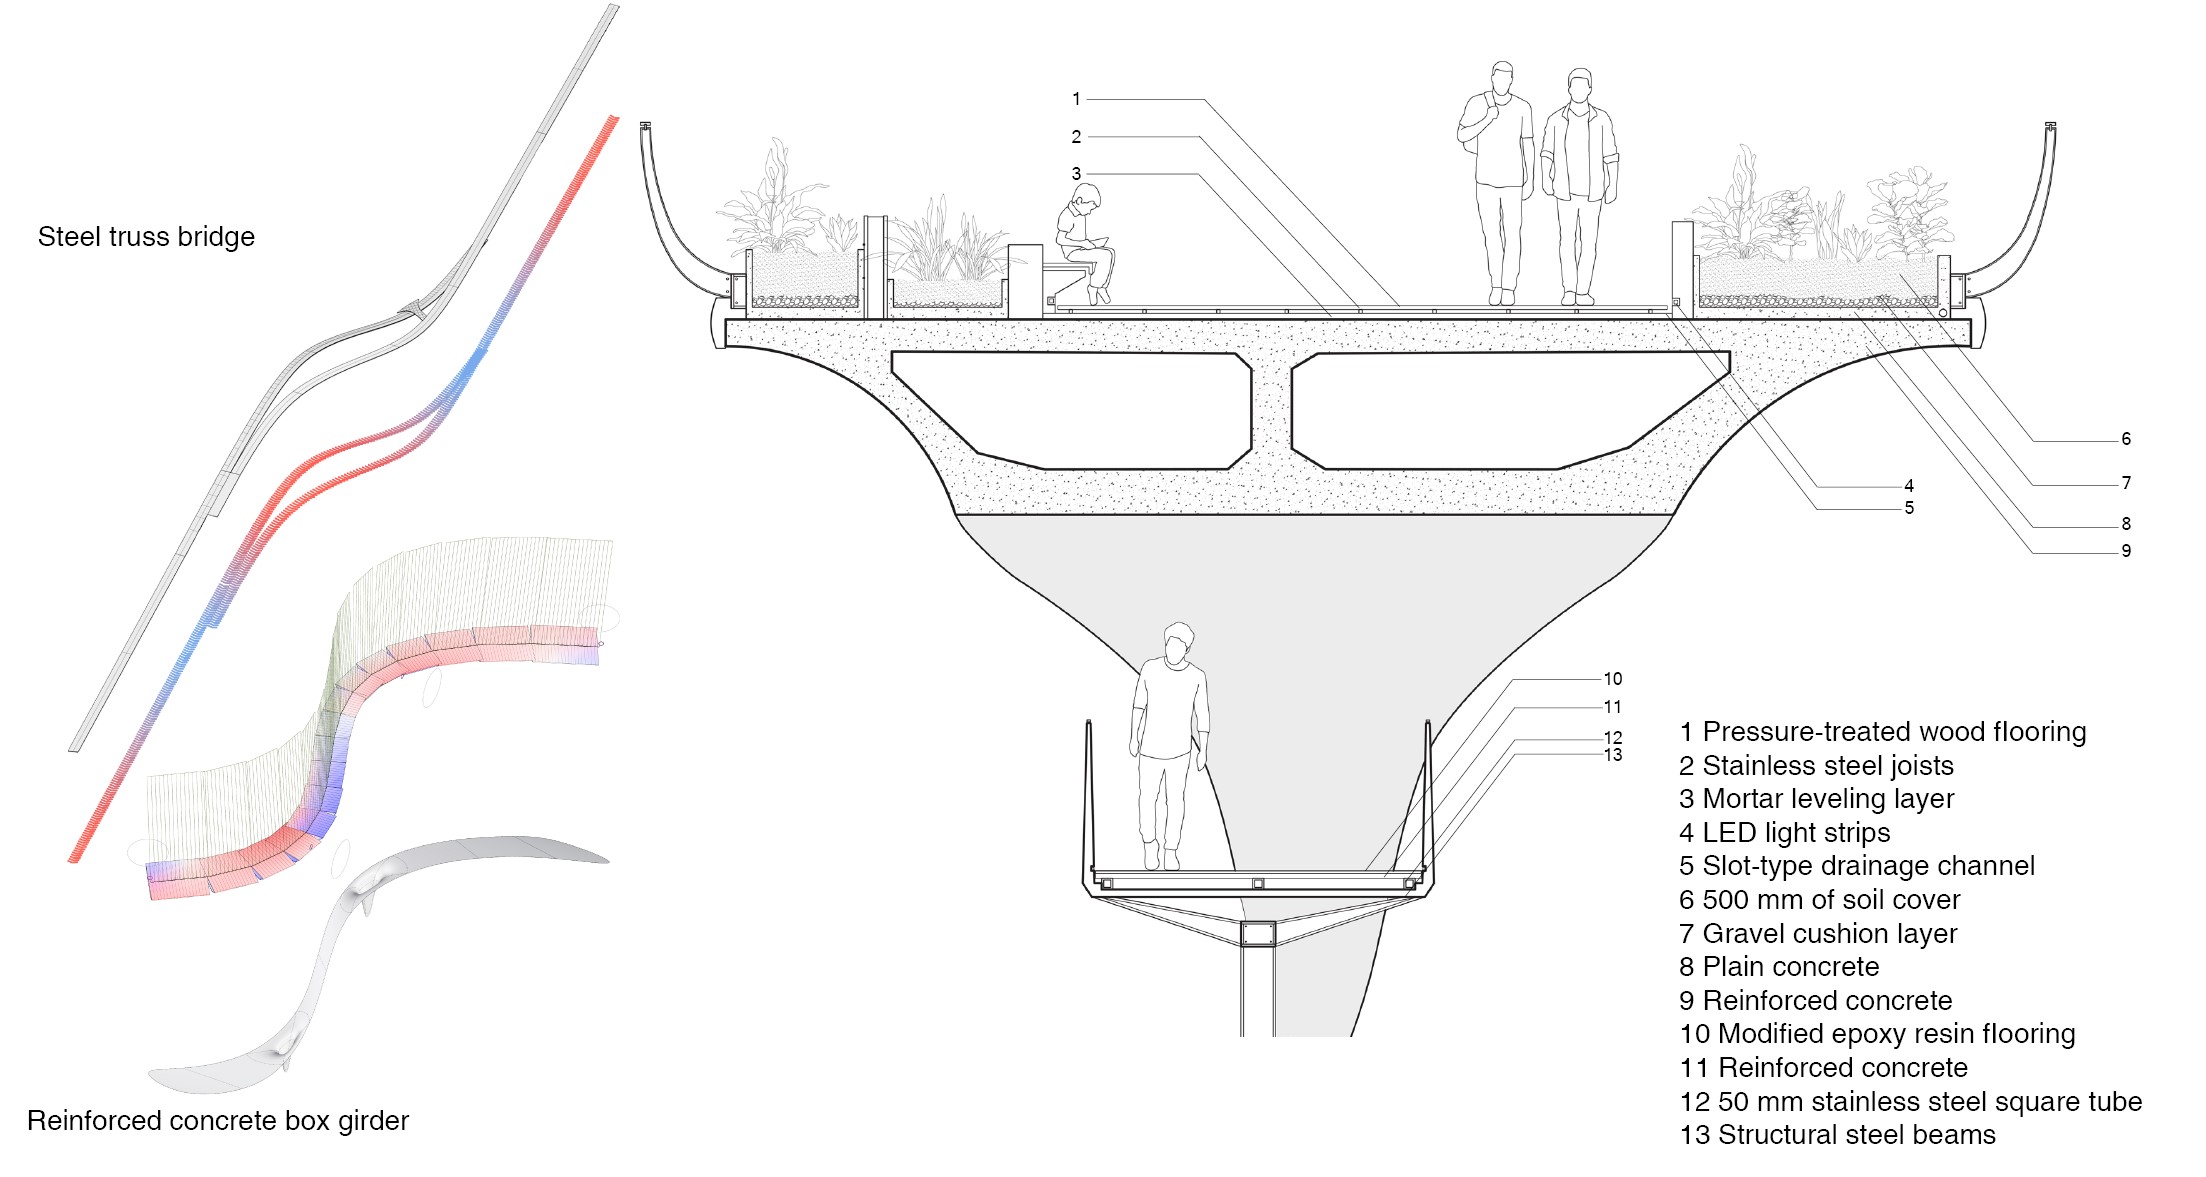 Steel truss bridge
Reinforced concrete box girder
1
2
3
4
5
6
7
8
9
10
11
12
13
1 Pressure-treated wood flooring
2 Stainless steel joists
3 Mortar leveling layer
4 LED light strips
5 Slot-type drainage channel
6 500 mm of soil cover
7 Gravel cushion layer
8 Plain concrete
9 Reinforced concrete
10 Modified epoxy resin flooring
11 Reinforced concrete
12 50 mm stainless steel square tube
13 Structural steel beams